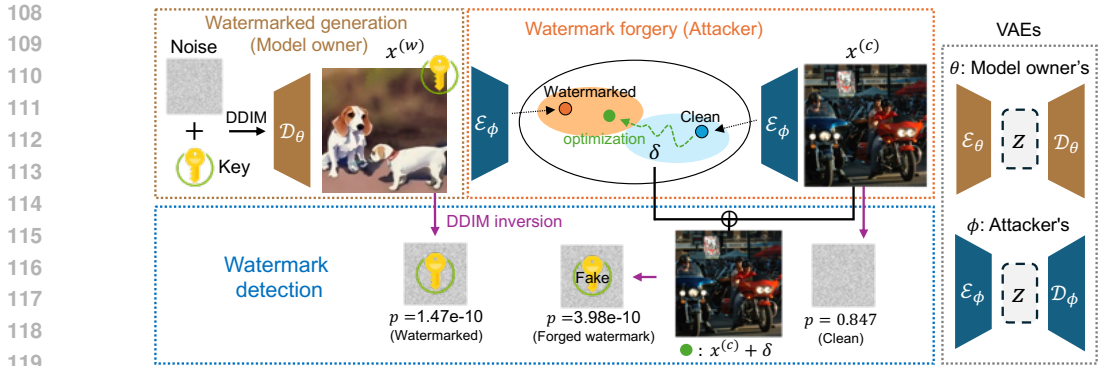 108
109
110
111
112
113
114
115
116
117
118
119
Watermarked generation
(Model owner)
Noise
x^(w)
DDIM
+
Key
𝒟_θ
Watermark forgery (Attacker)
x^(c)
ℰ_ϕ
Watermarked
Clean
optimization
δ
ℰ_ϕ
VAEs
θ: Model owner's
ℰ_θ
Z
𝒟_θ
ϕ: Attacker's
ℰ_ϕ
Z
𝒟_ϕ
DDIM inversion
Watermark
detection
p =1.47e-10
(Watermarked)
Fake
p =3.98e-10
(Forged watermark)
: x^(c) + δ
p = 0.847
(Clean)